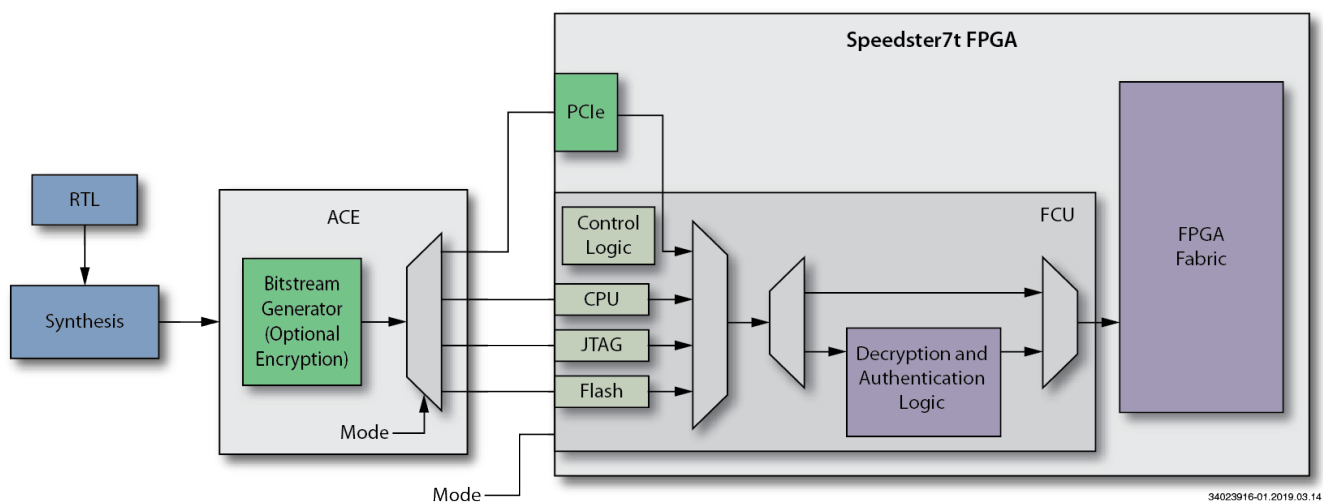 Speedster7t FPGA
PCIe
RTL
ACE
FCU
Control
Logic
FPGA
Fabric
Bitstream
Generator
(Optional
Encryption)
Synthesis
CPU
JTAG
Flash
Decryption and
Authentication
Logic
Mode
Mode
34023916-01.2019.03.14